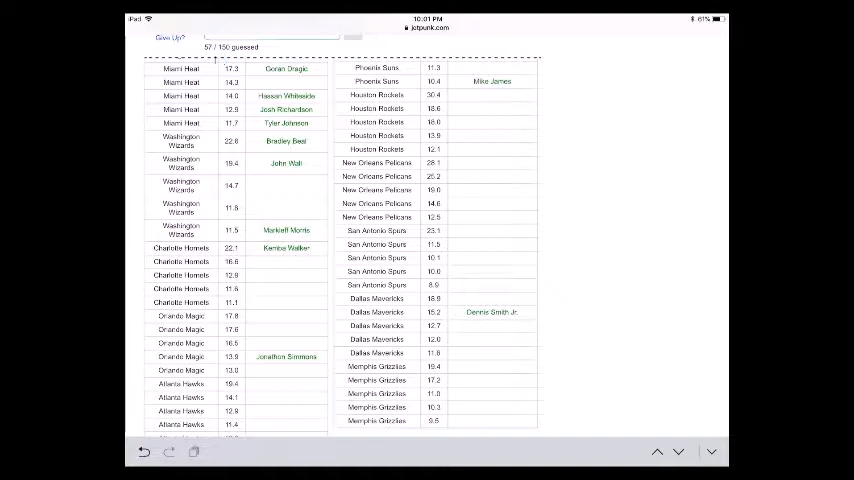 iPad 10:01 PM 61%
jetpunk.com
Give Up?
57 / 150 guessed
Miami Heat 17.3 Goran Dragic
Miami Heat 14.3
Miami Heat 14.0 Hassan Whiteside
Miami Heat 12.9 Josh Richardson
Miami Heat 11.7 Tyler Johnson
Washington Wizards 22.6 Bradley Beal
Washington Wizards 19.4 John Wall
Washington Wizards 14.7
Washington Wizards 11.6
Washington Wizards 11.5 Markieff Morris
Charlotte Hornets 22.1 Kemba Walker
Charlotte Hornets 16.6
Charlotte Hornets 12.9
Charlotte Hornets 11.6
Charlotte Hornets 11.1
Orlando Magic 17.8
Orlando Magic 17.6
Orlando Magic 16.5
Orlando Magic 13.9 Jonathon Simmons
Orlando Magic 13.0
Atlanta Hawks 19.4
Atlanta Hawks 14.1
Atlanta Hawks 12.9
Atlanta Hawks 11.4
Phoenix Suns 11.3
Phoenix Suns 10.4 Mike James
Houston Rockets 30.4
Houston Rockets 18.6
Houston Rockets 18.0
Houston Rockets 13.9
Houston Rockets 12.1
New Orleans Pelicans 28.1
New Orleans Pelicans 25.2
New Orleans Pelicans 19.0
New Orleans Pelicans 14.6
New Orleans Pelicans 12.5
San Antonio Spurs 23.1
San Antonio Spurs 11.5
San Antonio Spurs 10.1
San Antonio Spurs 10.0
San Antonio Spurs 8.9
Dallas Mavericks 18.9
Dallas Mavericks 15.2 Dennis Smith Jr.
Dallas Mavericks 12.7
Dallas Mavericks 12.0
Dallas Mavericks 11.6
Memphis Grizzlies 19.4
Memphis Grizzlies 17.2
Memphis Grizzlies 11.0
Memphis Grizzlies 10.3
Memphis Grizzlies 9.5